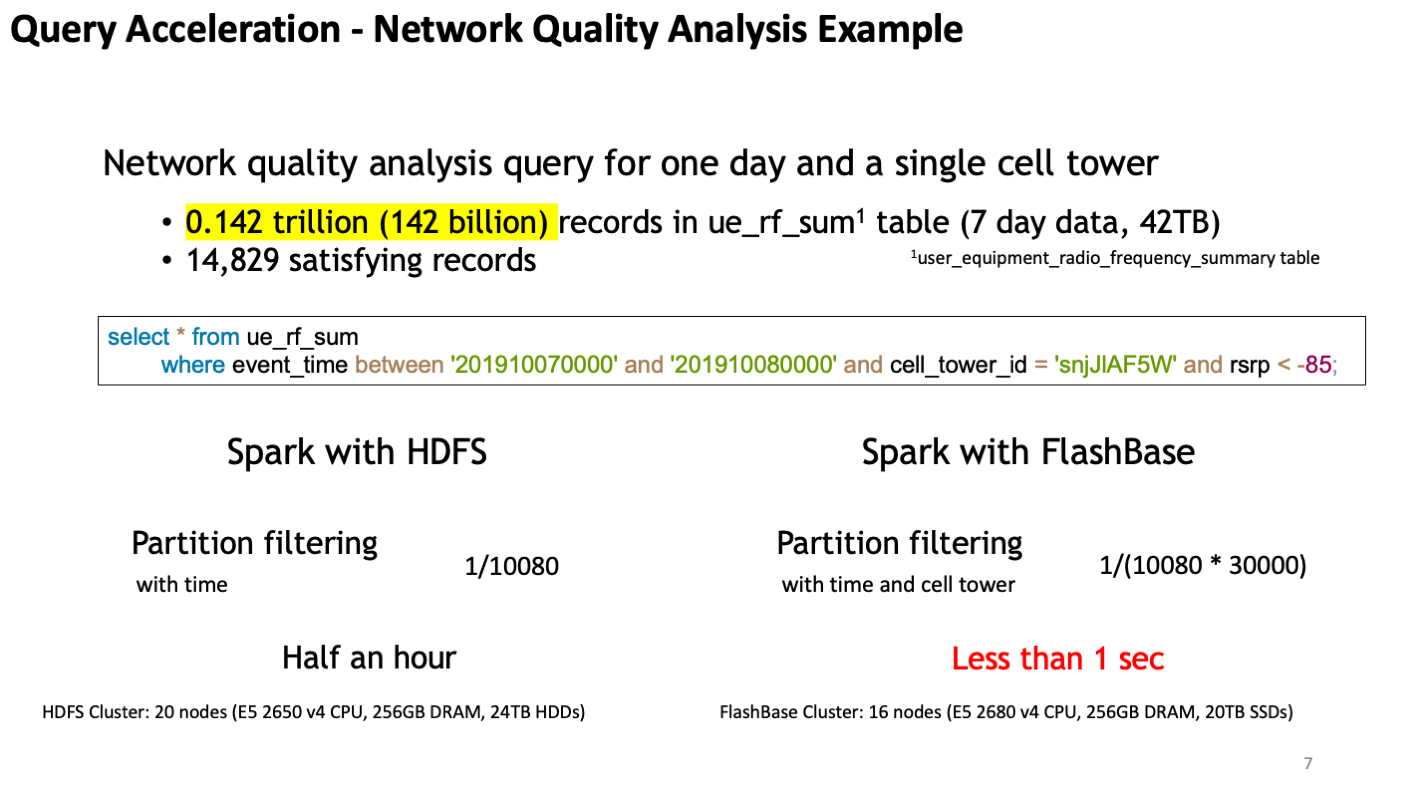 Query Acceleration - Network Quality Analysis Example
Network quality analysis query for one day and a single cell tower
• 0.142 trillion (142 billion) records in ue_rf_sum¹ table (7 day data, 42TB)
• 14,829 satisfying records
¹user_equipment_radio_frequency_summary table
select * from ue_rf_sum
where event_time between '201910070000' and '201910080000' and cell_tower_id = 'snjJlAF5W' and rsrp < -85;
Spark with HDFS
Spark with FlashBase
Partition filtering
with time
1/10080
Partition filtering
with time and cell tower
1/(10080 * 30000)
Half an hour
Less than 1 sec
HDFS Cluster: 20 nodes (E5 2650 v4 CPU, 256GB DRAM, 24TB HDDs)
FlashBase Cluster: 16 nodes (E5 2680 v4 CPU, 256GB DRAM, 20TB SSDs)
7